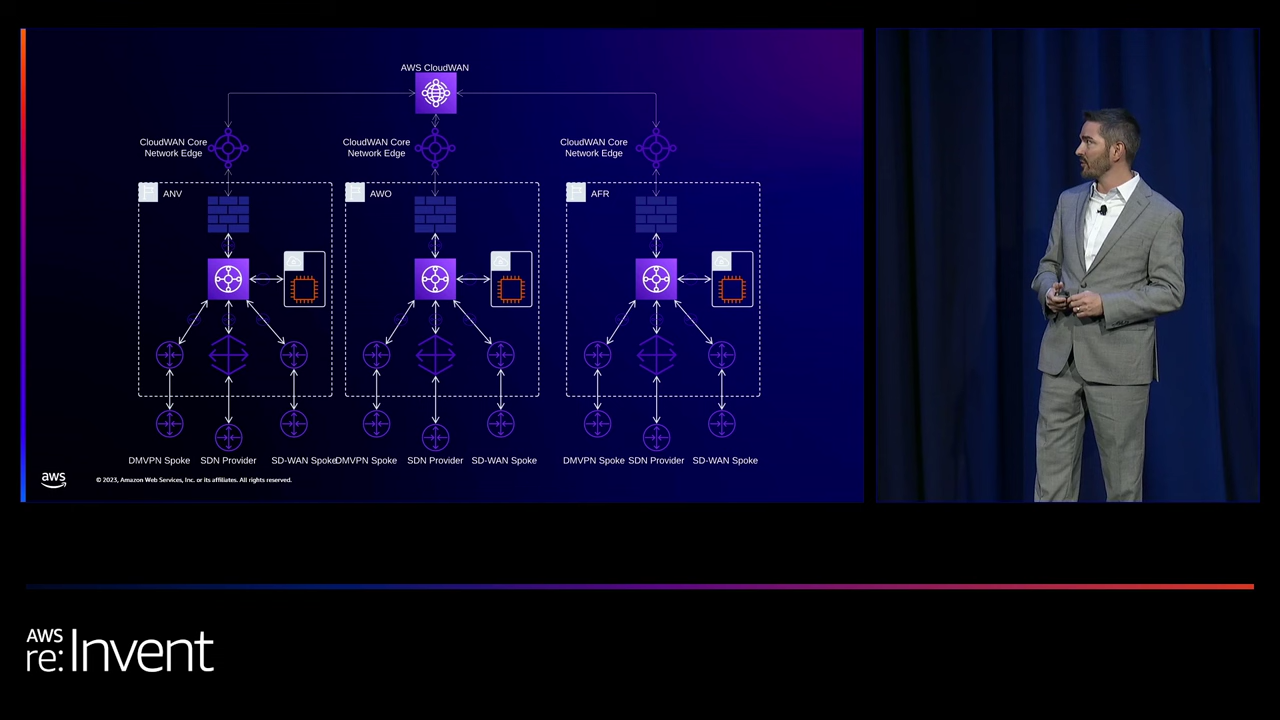 AWS CloudWAN
CloudWAN Core
Network Edge
CloudWAN Core
Network Edge
CloudWAN Core
Network Edge
ANV
AWO
AFR
DMVPN Spoke
SDN Provider
SD-WAN Spoke
DMVPN Spoke
SDN Provider
SD-WAN Spoke
DMVPN Spoke
SDN Provider
SD-WAN Spoke
aws
© 2023, Amazon Web Services, Inc. or its affiliates. All rights reserved.
AWS
re:Invent